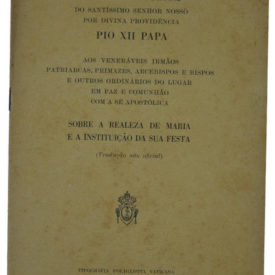 DO SANTÍSSIMO SENHOR NOSSO
POR DIVINA PROVIDÊNCIA
PIO XII PAPA
AOS VENERÁVEIS IRMÃOS
PATRIARCAS, PRIMAZES, ARCEBISPOS E BISPOS
E OUTROS ORDINÁRIOS DO LUGAR
EM PAZ E COMUNHÃO
COM A SÉ APOSTÓLICA
SOBRE A REALEZA DE MARIA
E A INSTITUIÇÃO DA SUA FESTA
(Tradução não oficial)
TIPOGRAFIA POLIGLOTA VATICANA